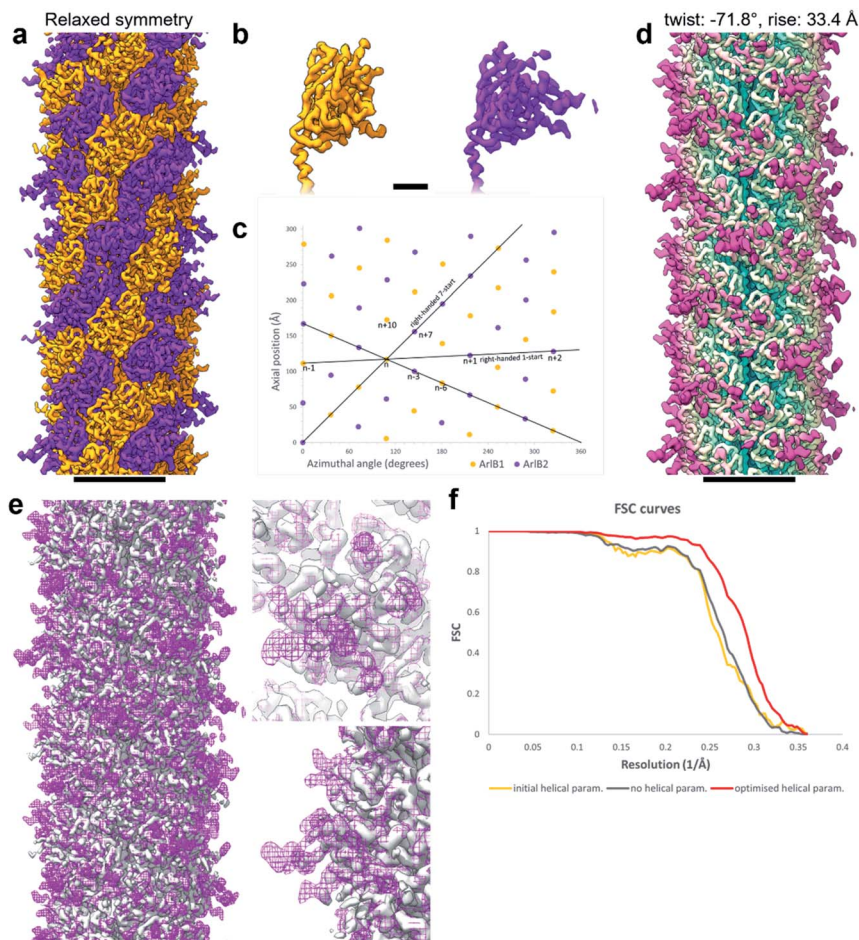 Relaxed symmetry
twist: -71.8°, rise: 33.4 Å
a
b
c
d
300
250
200
150
100
50
0
Axial position (Å)
n+10
n+7
right-handed 7-start
n-1
n
n-3
n-6
n+1
right-handed 1-start
n+2
0
60
120
180
240
300
360
Azimuthal angle (degrees)
ArlB1
ArlB2
e
f
FSC curves
1
0.8
0.6
0.4
0.2
0
FSC
0
0.05
0.1
0.15
0.2
0.25
0.3
0.35
0.4
Resolution (1/Å)
initial helical param.
no helical param.
optimised helical param.